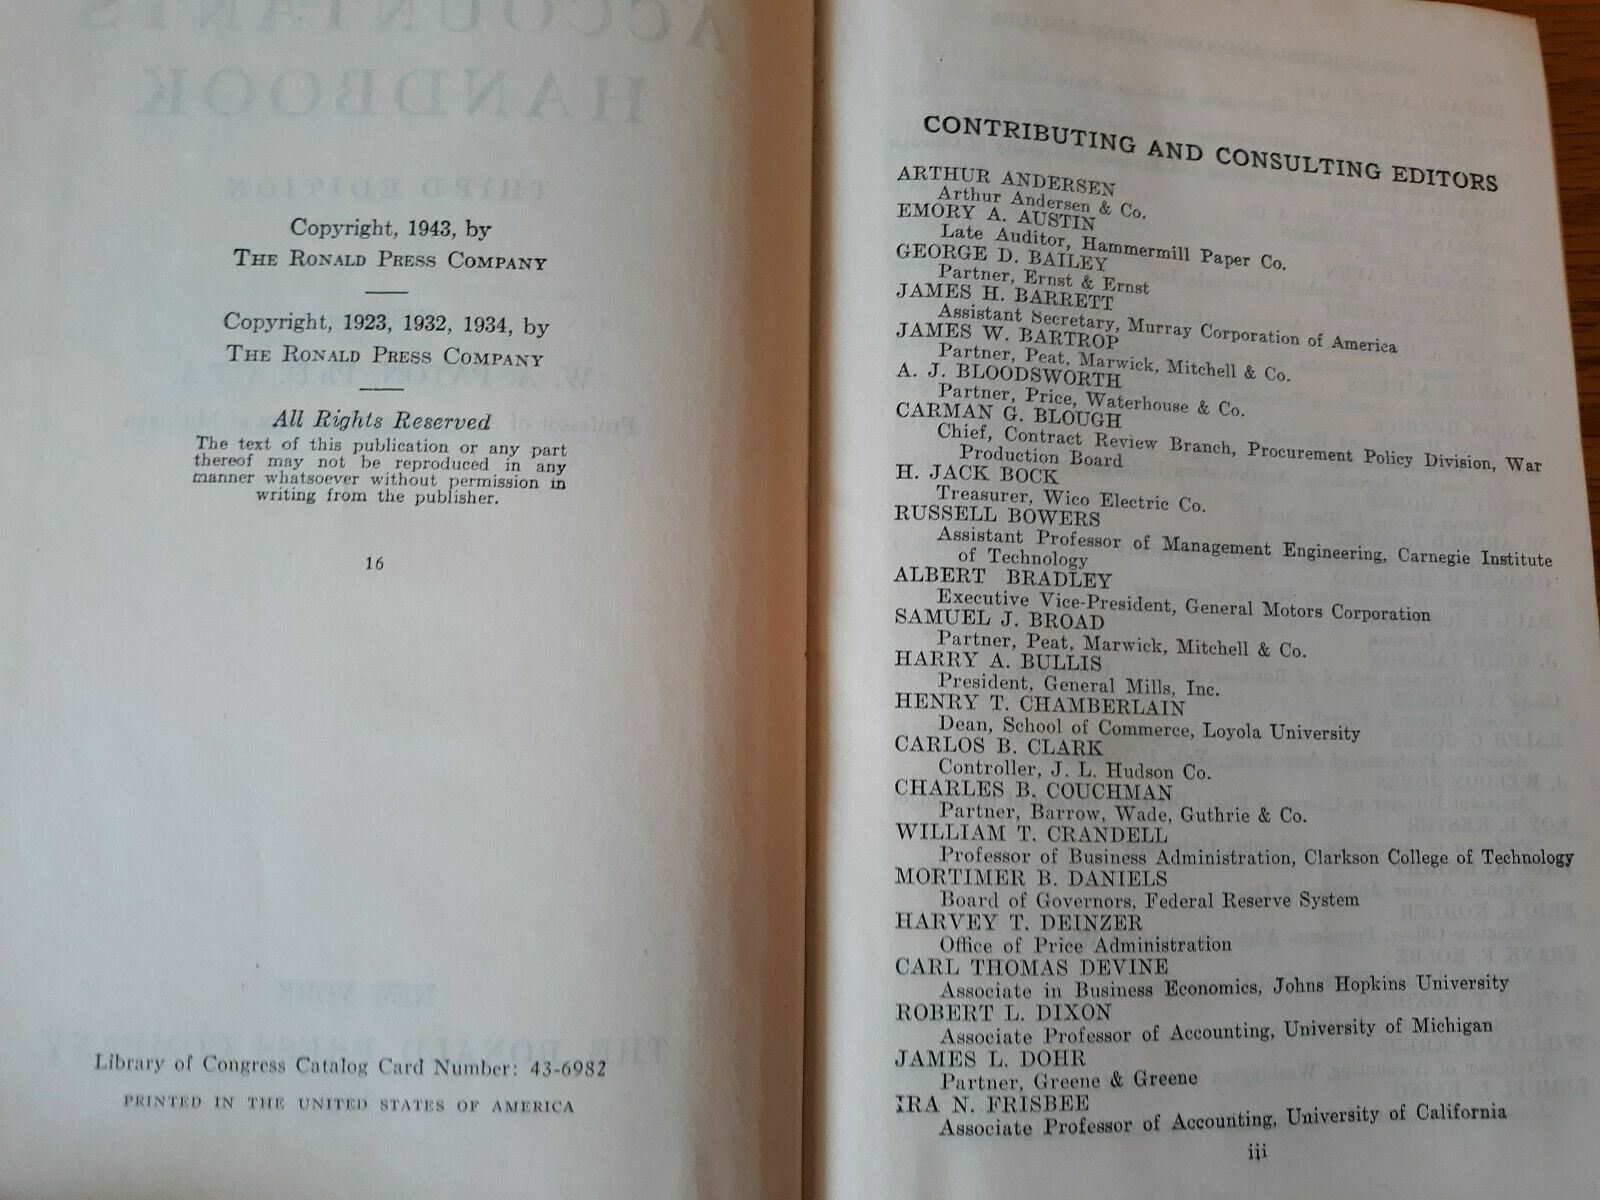 Copyright, 1943, by
THE RONALD PRESS COMPANY
Copyright, 1923, 1932, 1934, by
THE RONALD PRESS COMPANY
All Rights Reserved
The text of this publication or any part
thereof may not be reproduced in any
manner whatsoever without permission in
writing from the publisher.
16
Library of Congress Catalog Card Number: 43-6982
PRINTED IN THE UNITED STATES OF AMERICA
CONTRIBUTING AND CONSULTING EDITORS
ARTHUR ANDERSEN
Arthur Andersen & Co.
EMORY A. AUSTIN
Late Auditor, Hammermill Paper Co.
GEORGE D. BAILEY
Partner, Ernst & Ernst
JAMES H. BARRETT
Assistant Secretary, Murray Corporation of America
JAMES W. BARTROP
Partner, Peat, Marwick, Mitchell & Co.
A. J. BLOODSWORTH
Partner, Price, Waterhouse & Co.
CARMAN G. BLOUGH
Chief, Contract Review Branch, Procurement Policy Division, War
Production Board
H. JACK BOCK
Treasurer, Wico Electric Co.
RUSSELL BOWERS
Assistant Professor of Management Engineering, Carnegie Institute
of Technology
ALBERT BRADLEY
Executive Vice-President, General Motors Corporation
SAMUEL J. BROAD
Partner, Peat, Marwick, Mitchell & Co.
HARRY A. BULLIS
President, General Mills, Inc.
HENRY T. CHAMBERLAIN
Dean, School of Commerce, Loyola University
CARLOS B. CLARK
Controller, J. L. Hudson Co.
CHARLES B. COUCHMAN
Partner, Barrow, Wade, Guthrie & Co.
WILLIAM T. CRANDELL
Professor of Business Administration, Clarkson College of Technology
MORTIMER B. DANIELS
Board of Governors, Federal Reserve System
HARVEY T. DEINZER
Office of Price Administration
CARL THOMAS DEVINE
Associate in Business Economics, Johns Hopkins University
ROBERT L. DIXON
Associate Professor of Accounting, University of Michigan
JAMES L. DOHR
Partner, Greene & Greene
IRA N. FRISBEE
Associate Professor of Accounting, University of California
iii